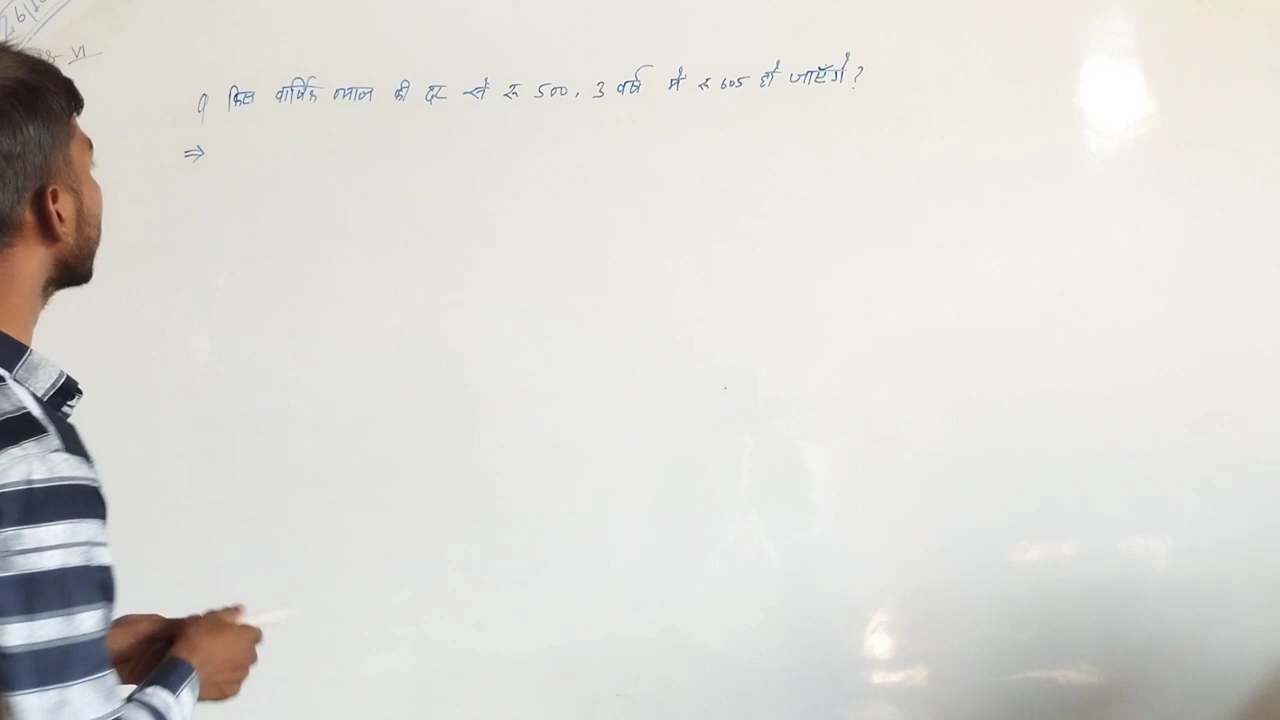 Q किस वार्षिक ब्याज की दर से रू 500, 3 वर्ष में रू 605 हो जाएँगे?
⇒